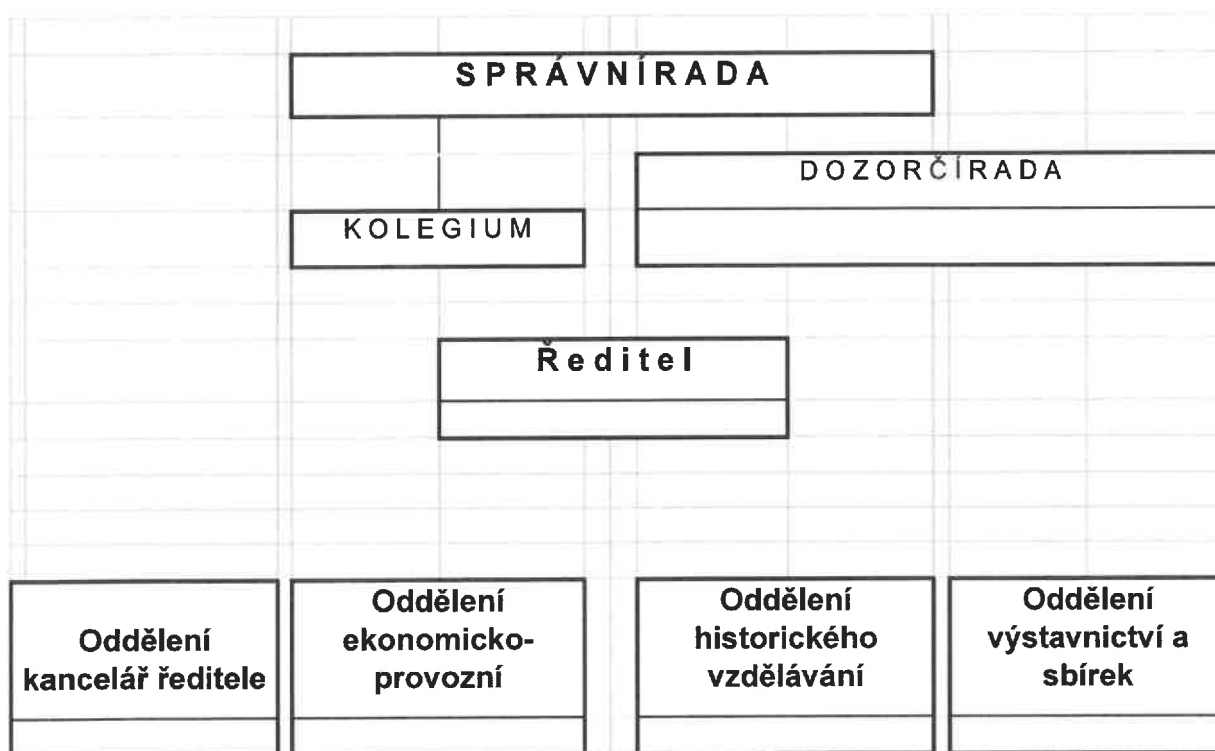 SPRÁVNÍRADA
DOZORČÍRADA
KOLEGIUM
Ředitel
Oddělení
kancelář ředitele
Oddělení
ekonomicko-
provozní
Oddělení
historického
vzdělávání
Oddělení
výstavnictví a
sbírek